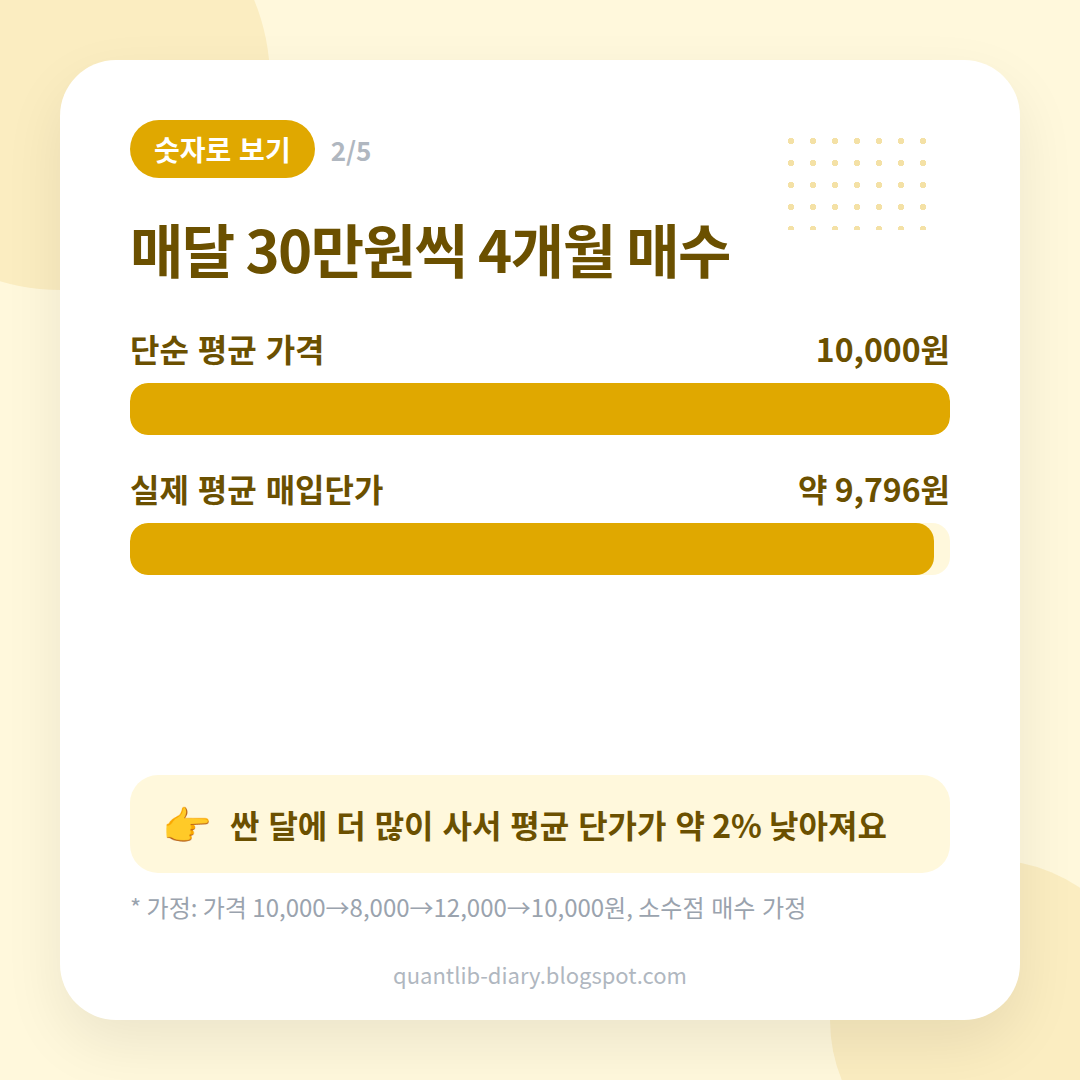 숫자로 보기 2/5
매달 30만원씩 4개월 매수
단순 평균 가격 10,000원
실제 평균 매입단가 약 9,796원
👉 싼 달에 더 많이 사서 평균 단가가 약 2% 낮아져요
* 가정: 가격 10,000→8,000→12,000→10,000원, 소수점 매수 가정
quantlib-diary.blogspot.com